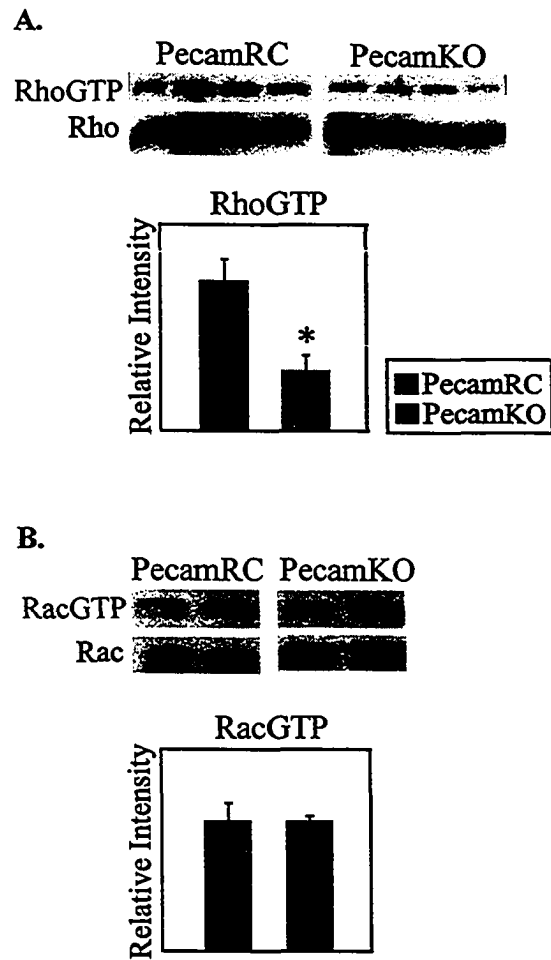 A.
PecamRC PecamKO
RhoGTP
Rho
RhoGTP
Relative Intensity
*
PecamRC
PecamKO
B.
PecamRC PecamKO
RacGTP
Rac
RacGTP
Relative Intensity